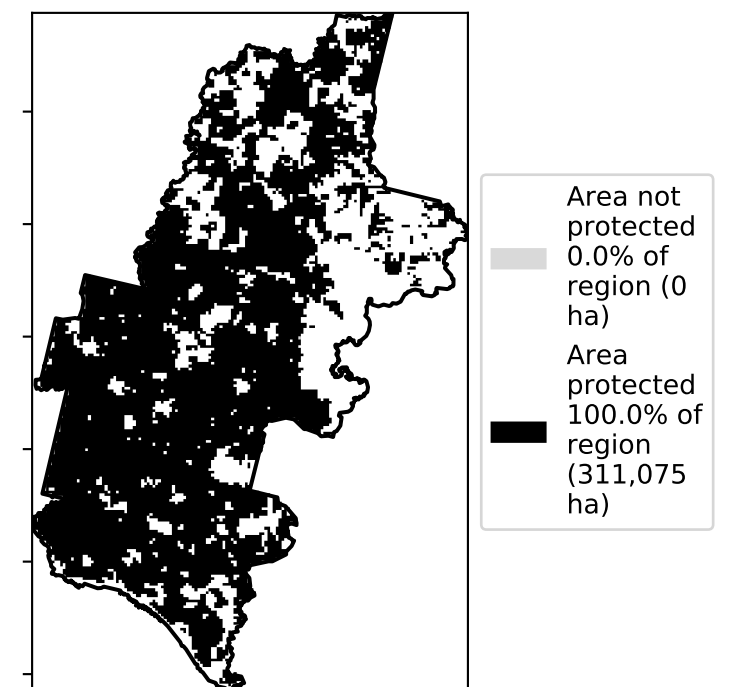 Area not
protected
0.0% of
region (0
ha)
Area
protected
100.0% of
region
(311,075
ha)